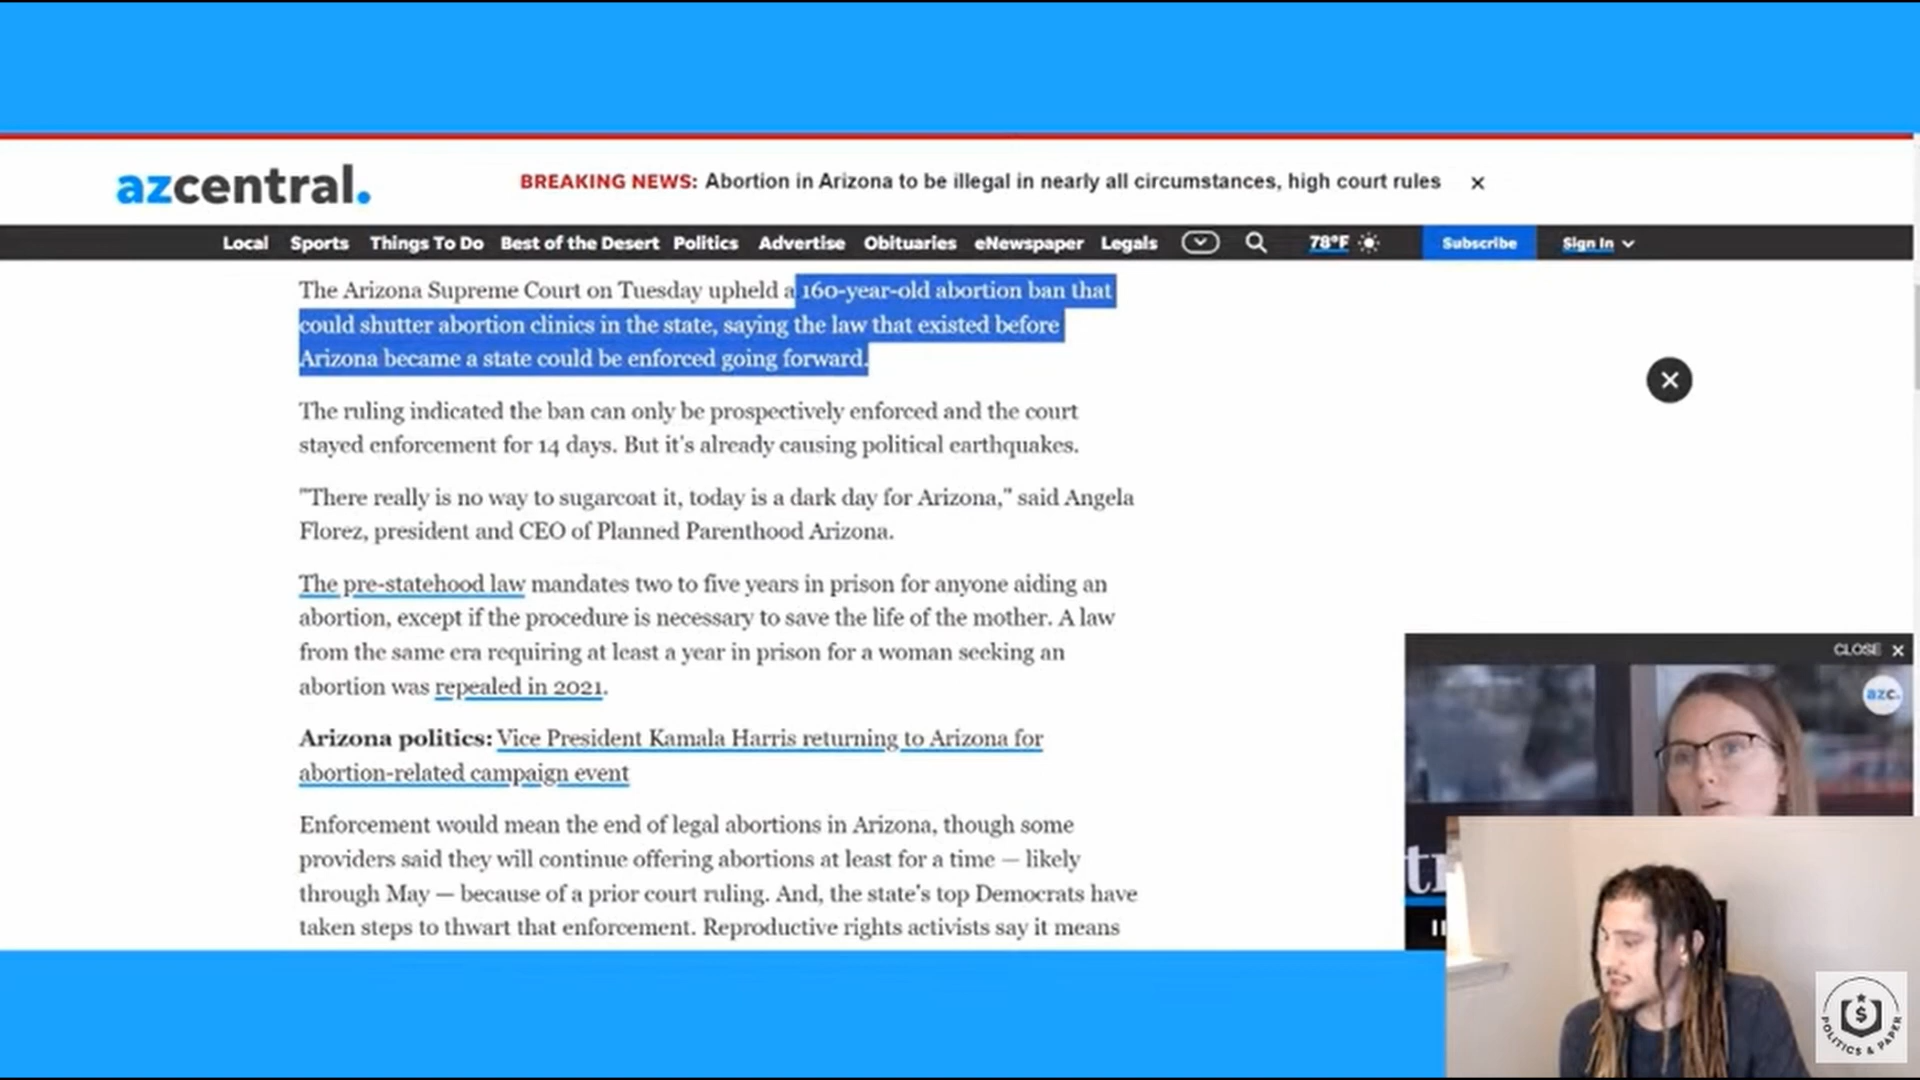 azcentral.
BREAKING NEWS: Abortion in Arizona to be illegal in nearly all circumstances, high court rules
Local Sports Things To Do Best of the Desert Politics Advertise Obituaries eNewspaper Legals 78°F Subscribe Sign In
The Arizona Supreme Court on Tuesday upheld a 160-year-old abortion ban that
could shutter abortion clinics in the state, saying the law that existed before
Arizona became a state could be enforced going forward.
The ruling indicated the ban can only be prospectively enforced and the court
stayed enforcement for 14 days. But it's already causing political earthquakes.
"There really is no way to sugarcoat it, today is a dark day for Arizona," said Angela
Florez, president and CEO of Planned Parenthood Arizona.
The pre-statehood law mandates two to five years in prison for anyone aiding an
abortion, except if the procedure is necessary to save the life of the mother. A law
from the same era requiring at least a year in prison for a woman seeking an
abortion was repealed in 2021.
Arizona politics: Vice President Kamala Harris returning to Arizona for
abortion-related campaign event
Enforcement would mean the end of legal abortions in Arizona, though some
providers said they will continue offering abortions at least for a time — likely
through May — because of a prior court ruling. And, the state's top Democrats have
taken steps to thwart that enforcement. Reproductive rights activists say it means
CLOSE
azc.
POLITICS & PAPER